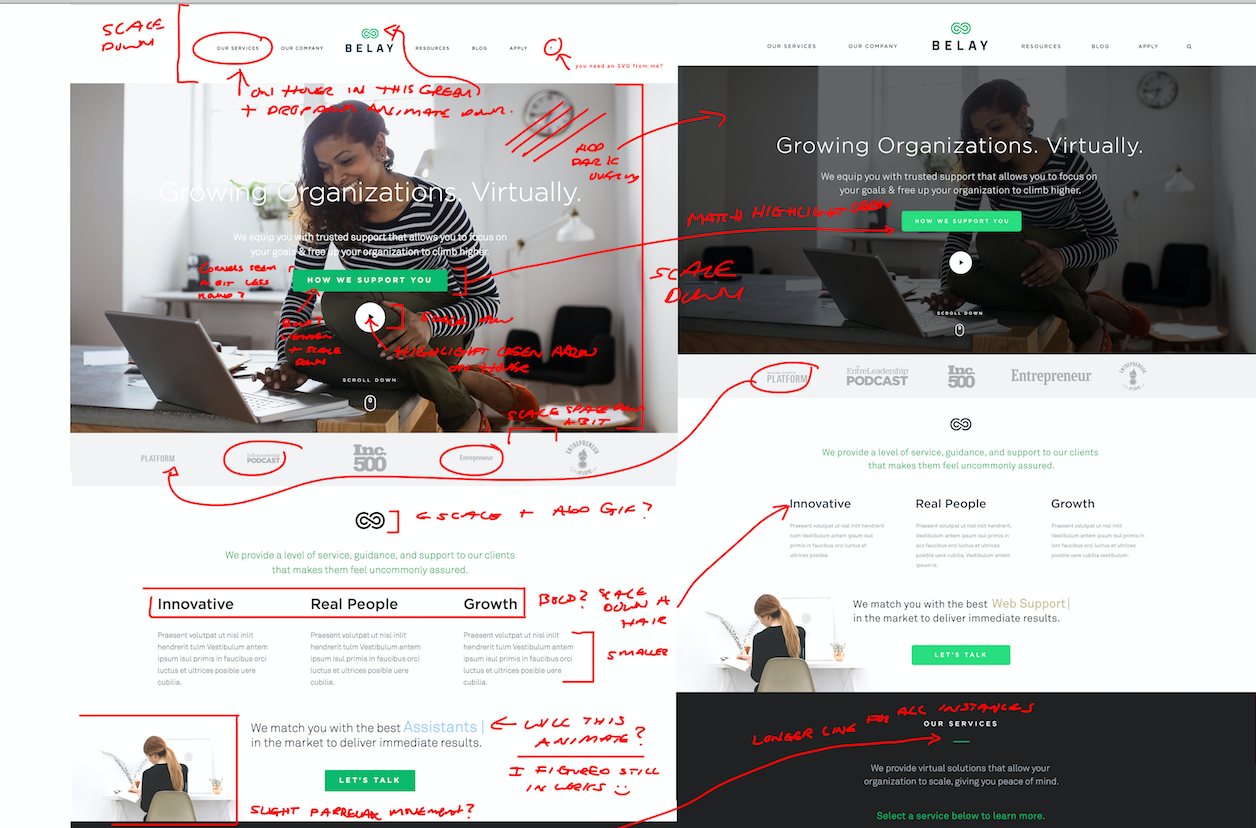 SCALE
DOWN
OUR SERVICES
OUR COMPANY
BELAY
RESOURCES
BLOG
APPLY
you need an SVG from me?
ON HOVER IN THIS GREEN
+ DROPDOWN ANIMATE DOWN.
ADD
DARK
OVERLAY
Growing Organizations. Virtually.
We equip you with trusted support that allows you to focus on
your goals & free up your organization to climb higher.
CORNERS SEEM
A BIT LESS
ROUND?
HOW WE SUPPORT YOU
+ SCALE
DOWN
SCALE DOWN
HIGHLIGHT GREEN ARROW
ON HOVER
SCROLL DOWN
SCALE SPACE DOWN
A BIT
SCALE
DOWN
MATCH HIGHLIGHT GREEN
PLATFORM
EntreLeadership
PODCAST
Inc.
500
Entrepreneur
ENTREPRENEUR
ON FIRE
SCALE + ADD GIF?
We provide a level of service, guidance, and support to our clients
that makes them feel uncommonly assured.
Innovative
Real People
Growth
BOLD? SCALE
DOWN A
HAIR
Praesent volutpat ut nisl inlit
hendrerit tulm Vestibulum antem
ipsum isul primis in faucibus orci
luctus et ultrices posible uere
cubilia.
Praesent volutpat ut nisl inlit
hendrerit tulm Vestibulum antem
ipsum isul primis in faucibus orci
luctus et ultrices posible uere
cubilia.
Praesent volutpat ut nisl inlit
hendrerit tulm Vestibulum antem
ipsum isul primis in faucibus orci
luctus et ultrices posible uere
cubilia.
SMALLER
We match you with the best Assistants |
in the market to deliver immediate results.
LET'S TALK
WILL THIS
ANIMATE?
I FIGURED STILL
IN WERKS
SLIGHT PARRELAX MOVEMENT?
OUR SERVICES
OUR COMPANY
BELAY
RESOURCES
BLOG
APPLY
Growing Organizations. Virtually.
We equip you with trusted support that allows you to focus on
your goals & free up your organization to climb higher.
HOW WE SUPPORT YOU
SCROLL DOWN
PLATFORM
EntreLeadership
PODCAST
Inc.
500
Entrepreneur
ENTREPRENEUR
We provide a level of service, guidance, and support to our clients
that makes them feel uncommonly assured.
Innovative
Real People
Growth
Praesent volutpat ut nisl inlit hendrerit
tulm Vestibulum antem ipsum isul
primis in faucibus orci luctus et
ultrices posible.
Praesent volutpat ut nisl inlit hendrerit.
tulm Vestibulum antem ipsum primis in
eos faucibus orci luctus et ultrices
posible uere cubilia. Vestibulum antem
ipsum is.
Praesent volutpat ut nisl inlit
hendrerit tulm Vestibulum antem
ipsum isul primis in
lom faucibus orci luctus et ultrices
posible uere cubilia vestibulum.
We match you with the best Web Support|
in the market to deliver immediate results.
LET'S TALK
LONGER LINE FOR ALL INSTANCES
OUR SERVICES
We provide virtual solutions that allow your
organization to scale, giving you peace of mind.
Select a service below to learn more.